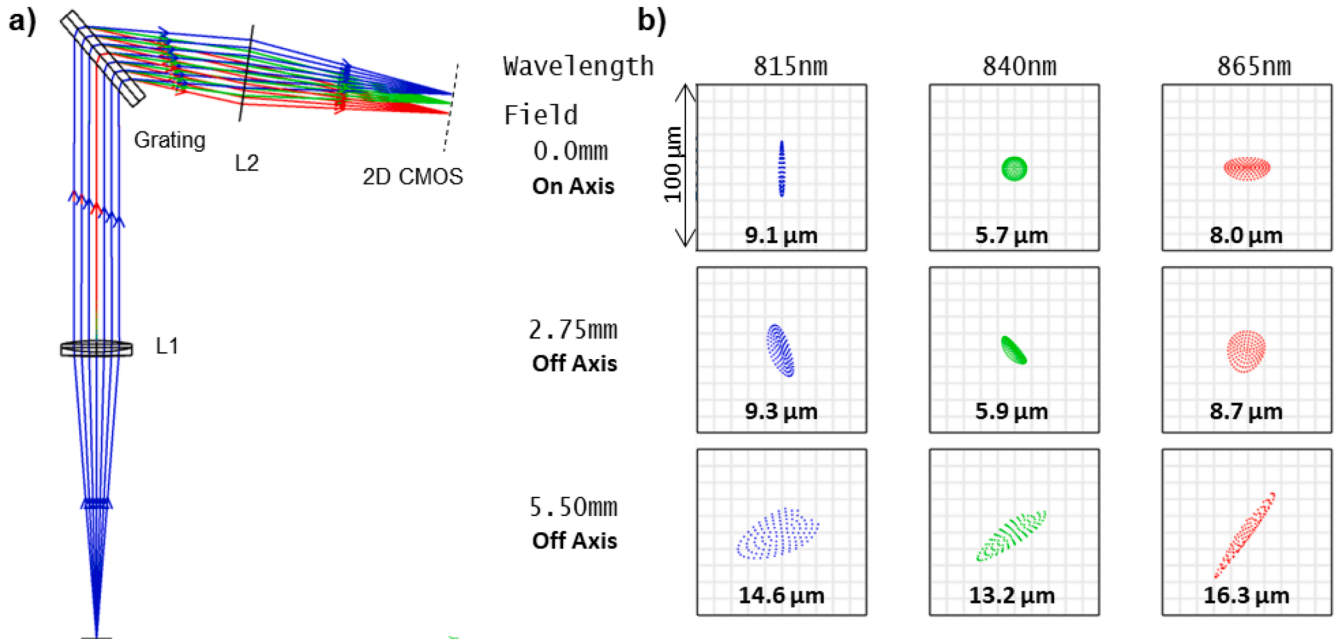 a)
Grating
L2
2D CMOS
L1
b)
Wavelength 815nm 840nm 865nm
Field
0.0mm
On Axis
100 µm
9.1 µm 5.7 µm 8.0 µm
2.75mm
Off Axis
9.3 µm 5.9 µm 8.7 µm
5.50mm
Off Axis
14.6 µm 13.2 µm 16.3 µm